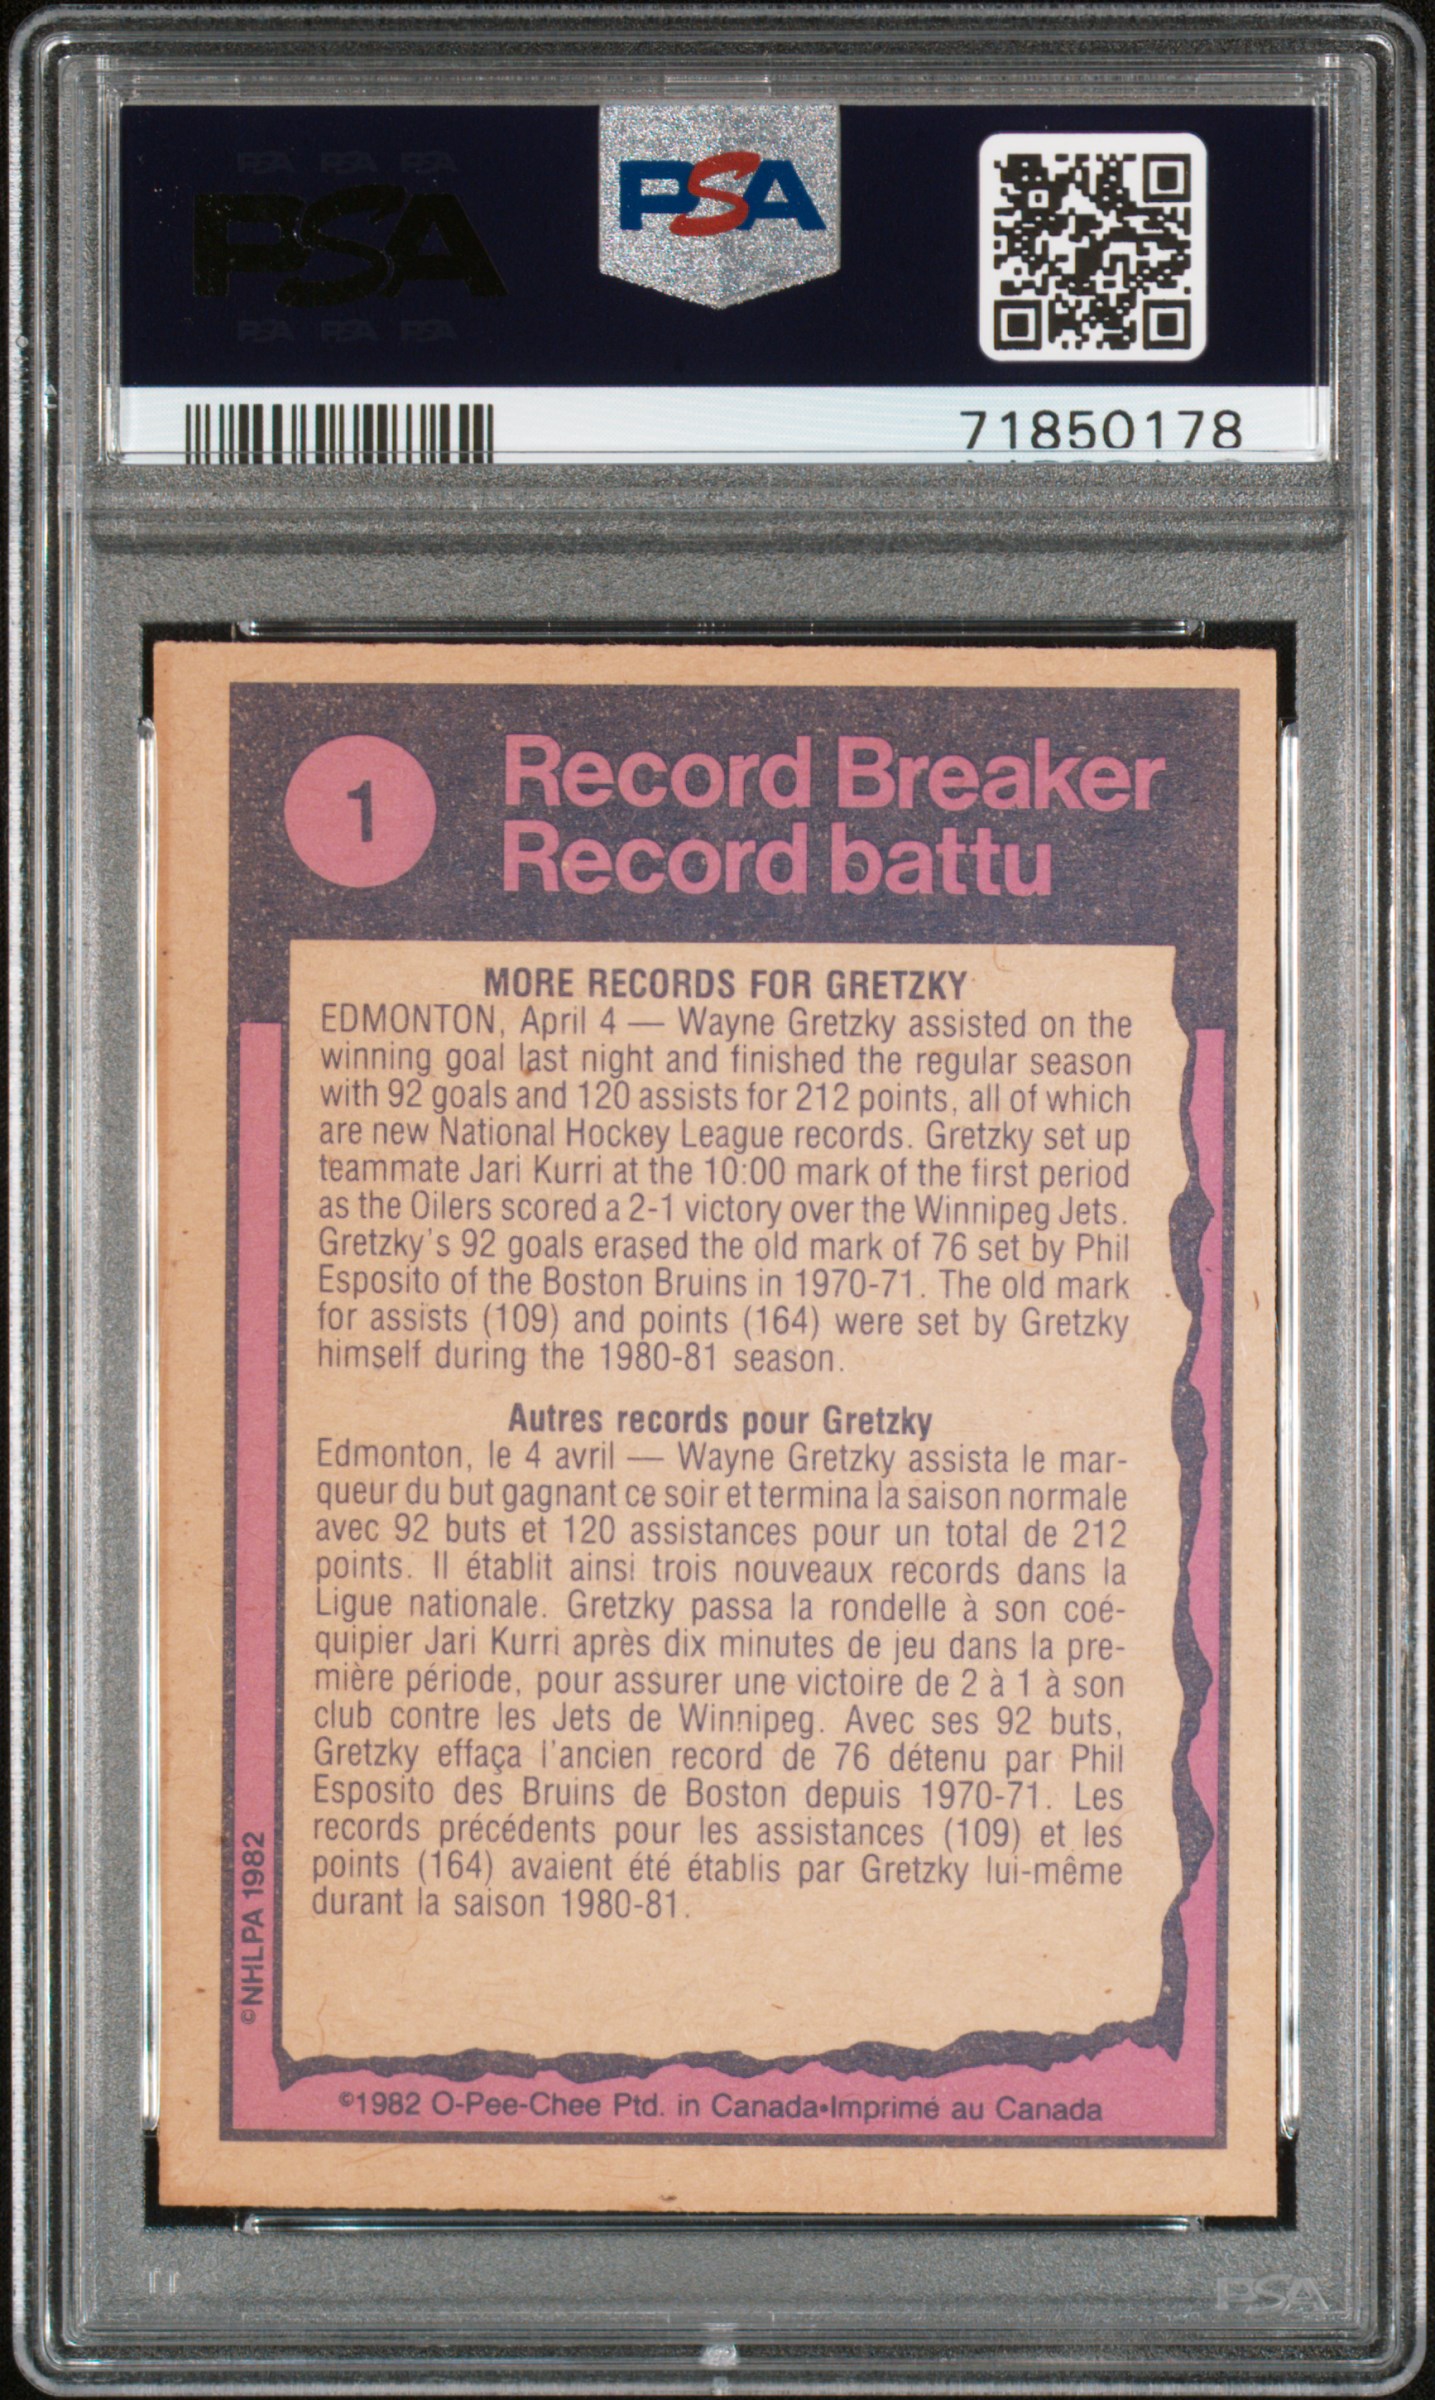 PSA PSA PSA
PSA
PSA PSA PSA
PSA
71850178
1
Record Breaker
Record battu
MORE RECORDS FOR GRETZKY
EDMONTON, April 4 — Wayne Gretzky assisted on the
winning goal last night and finished the regular season
with 92 goals and 120 assists for 212 points, all of which
are new National Hockey League records. Gretzky set up
teammate Jari Kurri at the 10:00 mark of the first period
as the Oilers scored a 2-1 victory over the Winnipeg Jets.
Gretzky's 92 goals erased the old mark of 76 set by Phil
Esposito of the Boston Bruins in 1970-71. The old mark
for assists (109) and points (164) were set by Gretzky
himself during the 1980-81 season.
Autres records pour Gretzky
Edmonton, le 4 avril — Wayne Gretzky assista le mar-
queur du but gagnant ce soir et termina la saison normale
avec 92 buts et 120 assistances pour un total de 212
points. Il établit ainsi trois nouveaux records dans la
Ligue nationale. Gretzky passa la rondelle à son coé-
quipier Jari Kurri après dix minutes de jeu dans la pre-
mière période, pour assurer une victoire de 2 à 1 à son
club contre les Jets de Winnipeg. Avec ses 92 buts,
Gretzky effaça l'ancien record de 76 détenu par Phil
Esposito des Bruins de Boston depuis 1970-71. Les
records précédents pour les assistances (109) et les
points (164) avaient été établis par Gretzky lui-même
durant la saison 1980-81.
©NHLPA 1982
©1982 O-Pee-Chee Ptd. in Canada•Imprimé au Canada
PSA